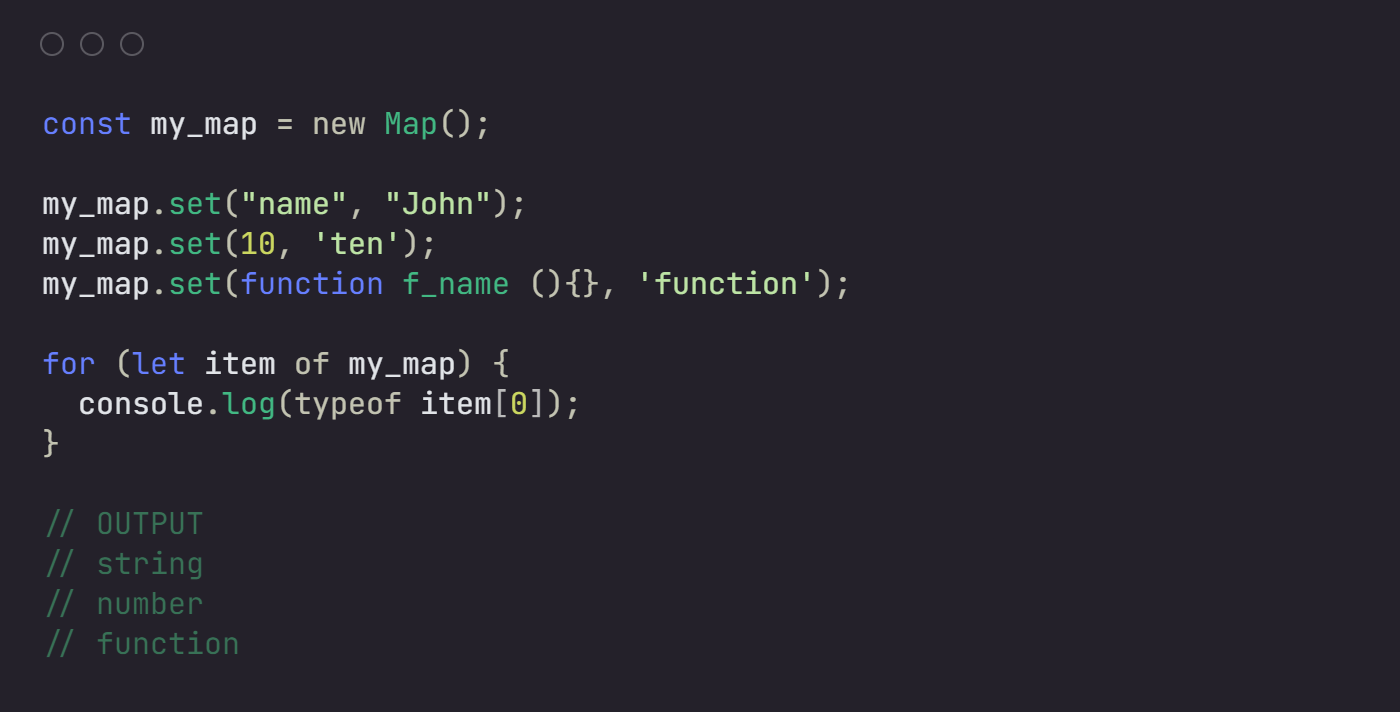 const my_map = new Map();
my_map.set("name", "John");
my_map.set(10, 'ten');
my_map.set(function f_name (){}, 'function');
for (let item of my_map) {
  console.log(typeof item[0]);
}
// OUTPUT
// string
// number
// function